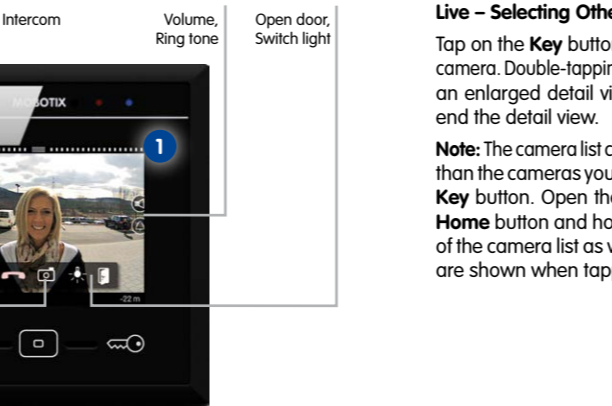 Intercom
Volume,
Ring tone
Open door,
Switch light
MOBOTIX
1
-22 m
Live – Selecting Othe
Tap on the Key butto
camera. Double-tappin
an enlarged detail vi
end the detail view.
Note: The camera list c
than the cameras you
Key button. Open the
Home button and ho
of the camera list as w
are shown when tap